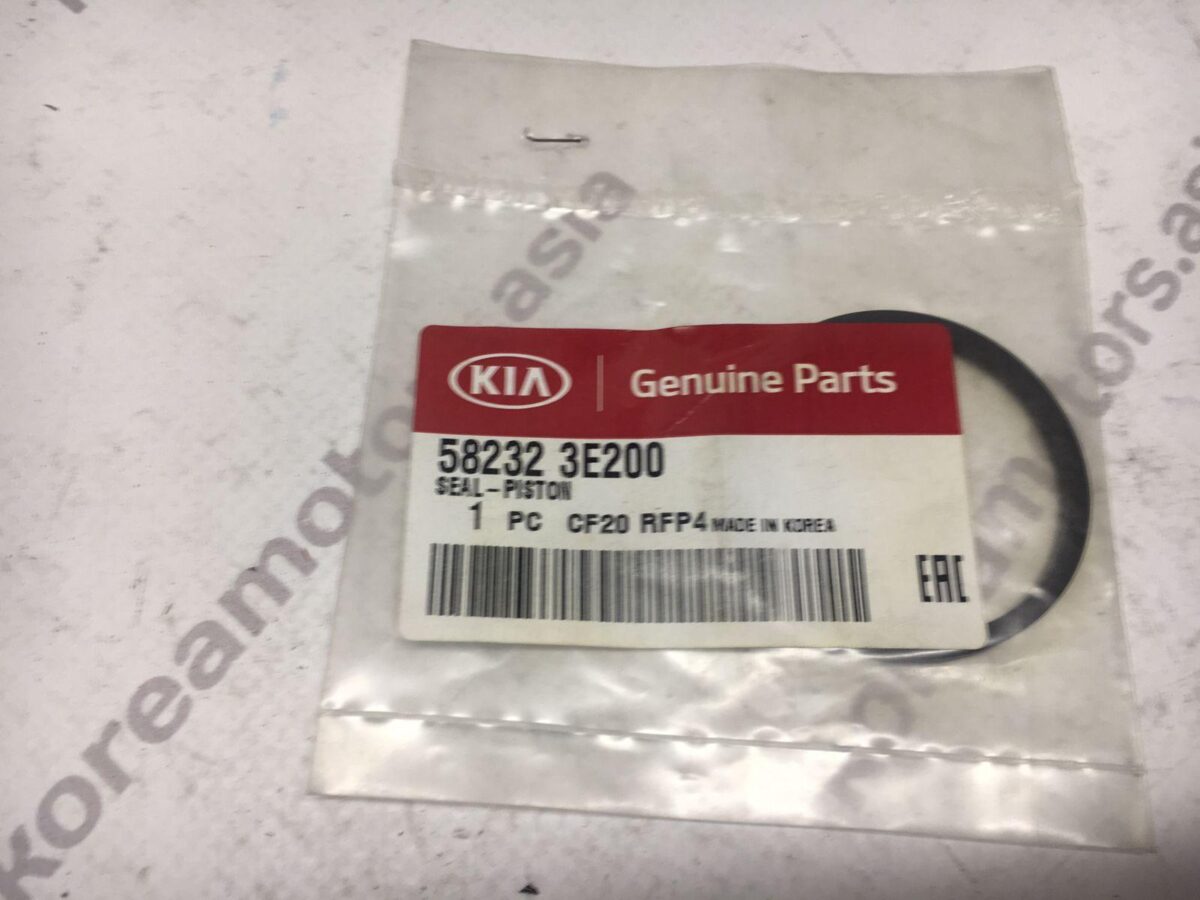 KIA Genuine Parts
58232 3E200
SEAL-PISTON
1 PC CF20 RFP4 MADE IN KOREA
EAC
koreamotors.asia